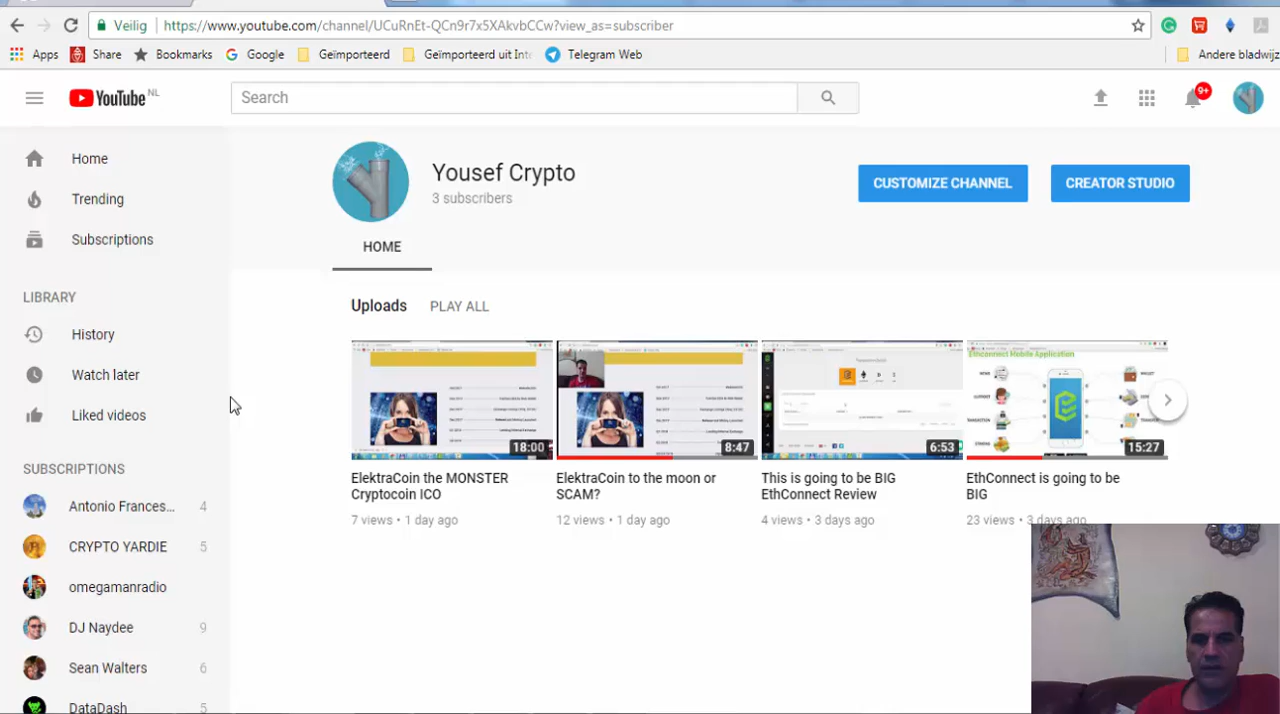 Veilig
https://www.youtube.com/channel/UCuRnEt-QCn9r7x5XAkvbCCw?view_as=subscriber
Apps Share Bookmarks Google Geïmporteerd Geïmporteerd uit Telegram Web Andere bladwijz
YouTube NL
Search
9+
Home
Trending
Subscriptions
LIBRARY
History
Watch later
Liked videos
SUBSCRIPTIONS
Antonio Frances... 4
CRYPTO YARDIE 5
omegamanradio
DJ Naydee 9
Sean Walters 6
DataDash 5
Yousef Crypto
3 subscribers
CUSTOMIZE CHANNEL
CREATOR STUDIO
HOME
Uploads PLAY ALL
18:00
ElektraCoin the MONSTER
Cryptocoin ICO
7 views • 1 day ago
8:47
ElektraCoin to the moon or
SCAM?
12 views • 1 day ago
6:53
This is going to be BIG
EthConnect Review
4 views • 3 days ago
Ethconnect Mobile Application
15:27
EthConnect is going to be
BIG
23 views • 3 days ago